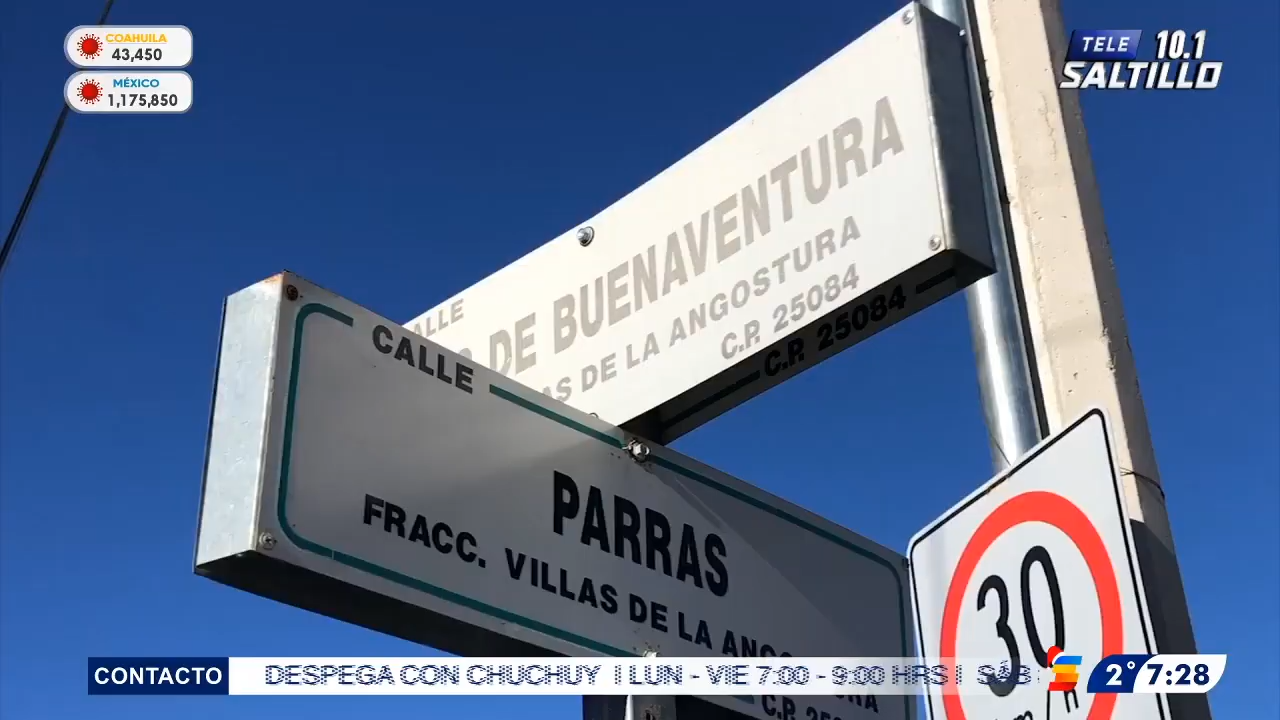 COAHUILA
43,450
MÉXICO
1,175,850
TELE 10.1
SALTILLO
DE BUENAVENTURA
DE LA ANGOSTURA
C.P. 25084
C.P. 25084
CALLE
PARRAS
FRACC. VILLAS DE LA
30
CONTACTO
DESPEGA CON CHUCHUY I LUN - VIE 7:00 - 9:00 HRS I SÁB
2° 7:28